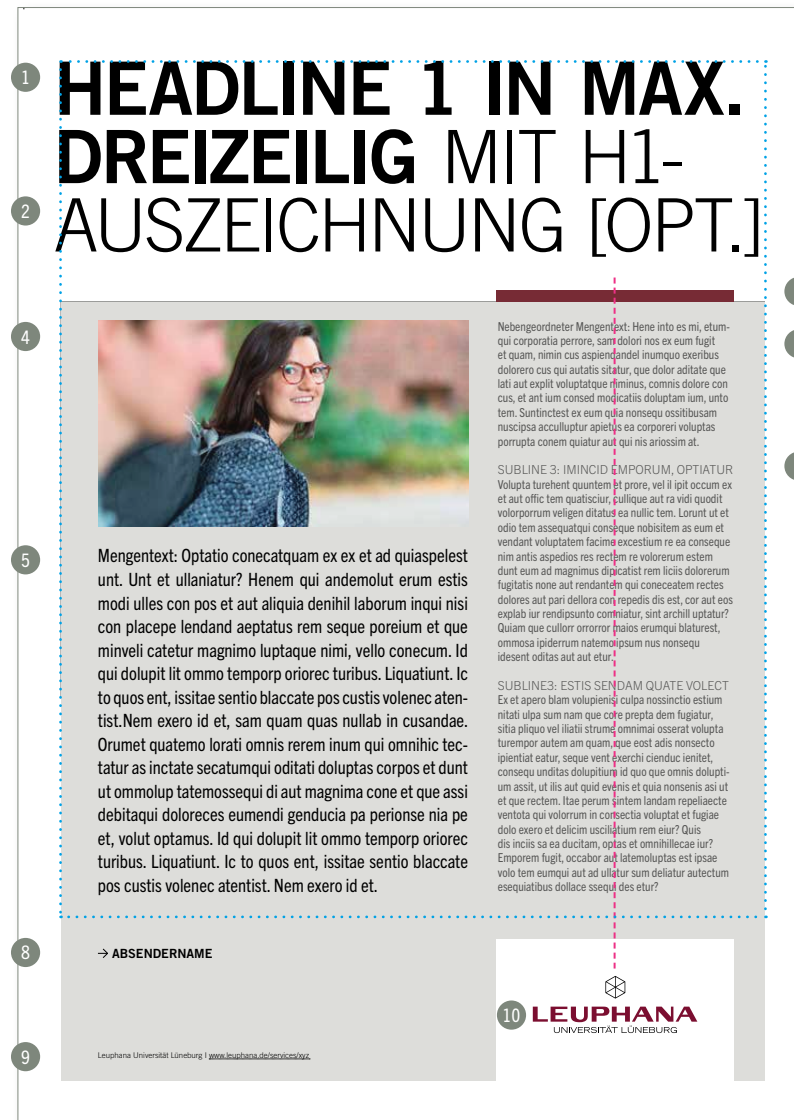 1
HEADLINE 1 IN MAX.
DREIZEILIG MIT H1-
2
AUSZEICHNUNG [OPT.]
4
5
Mengentext: Optatio conecatquam ex ex et ad quiaspelest
unt. Unt et ullaniatur? Henem qui andemolut erum estis
modi ulles con pos et aut aliquia denihil laborum inqui nisi
con placepe lendand aeptatus rem seque poreium et que
minveli catetur magnimo luptaque nimi, vello conecum. Id
qui dolupit lit ommo temporp oriorec turibus. Liquatiunt. Ic
to quos ent, issitae sentio blaccate pos custis volenec aten-
tist.Nem exero id et, sam quam quas nullab in cusandae.
Orumet quatemo lorati omnis rerem inum qui omnihic tec-
tatur as inctate secatumqui oditati doluptas corpos et dunt
ut ommolup tatemossequi di aut magnima cone et que assi
debitaqui doloreces eumendi genducia pa perionse nia pe
et, volut optamus. Id qui dolupit lit ommo temporp oriorec
turibus. Liquatiunt. Ic to quos ent, issitae sentio blaccate
pos custis volenec atentist. Nem exero id et.
Nebengeordneter Mengentext: Hene into es mi, etum-
qui corporatia perrore, sam dolori nos ex eum fugit
et quam, nimin cus aspiendandel inumquo exeribus
dolorero cus qui autatis sitatur, que dolor aditate que
lati aut explit voluptatque niminus, comnis dolore con
cus, et ant ium consed modicatiis doluptam ium, unto
tem. Suntinctest ex eum quia nonsequ ossitibusam
nuscipsa acculluptur apietus ea corporeri voluptas
porrupta conem quiatur aut qui nis ariossim at.
SUBLINE 3: IMINCID EMPORUM, OPTIATUR
Volupta turehent quuntem et prore, vel il ipit occum ex
et aut offic tem quatisciur, cullique aut ra vidi quodit
volorporrum veligen ditatus ea nullic tem. Lorunt ut et
odio tem assequatqui conseque nobisitem as eum et
vendant voluptatem facime excestium re ea conseque
nim antis aspedios res rectem re volorerum estem
dunt eum ad magnimus dipicatist rem liciis dolorerum
fugitatis none aut rendantem qui coneceatem rectes
dolores aut pari dellora con repedis dis est, cor aut eos
explab iur rendipsunto comniatur, sint archill uptatur?
Quiam que cullorr orrorror maios erumqui blaturest,
ommosa ipiderrum natemo ipsum nus nonsequ
idesent oditas aut aut etur.
SUBLINE3: ESTIS SENDAM QUATE VOLECT
Ex et apero blam volupienisi culpa nossinctio estium
nitati ulpa sum nam que core prepta dem fugiatur,
sitia pliquo vel iliatii strume omnimai osserat volupta
turempor autem am quam, que eost adis nonsecto
ipientiat eatur, seque vent exerchi cienduc ienitet,
consequ unditas dolupitium id quo que omnis dolupti-
um assit, ut ilis aut quid evenis et quia nonsenis asi ut
et que rectem. Itae perum sintem landam repeliaecte
ventota qui volorrum in consectia voluptat et fugiae
dolo exero et delicim usciliatium rem eiur? Quis
dis inciis sa ea ducitam, optas et omnihillecae iur?
Emporem fugit, occabor aut latemoluptas est ipsae
volo tem eumqui aut ad ullatur sum deliatur autectum
esequiatibus dollace ssequi des etur?
8
→ ABSENDERNAME
10
LEUPHANA
UNIVERSITÄT LÜNEBURG
9
Leuphana Universität Lüneburg I www.leuphana.de/services/xyz